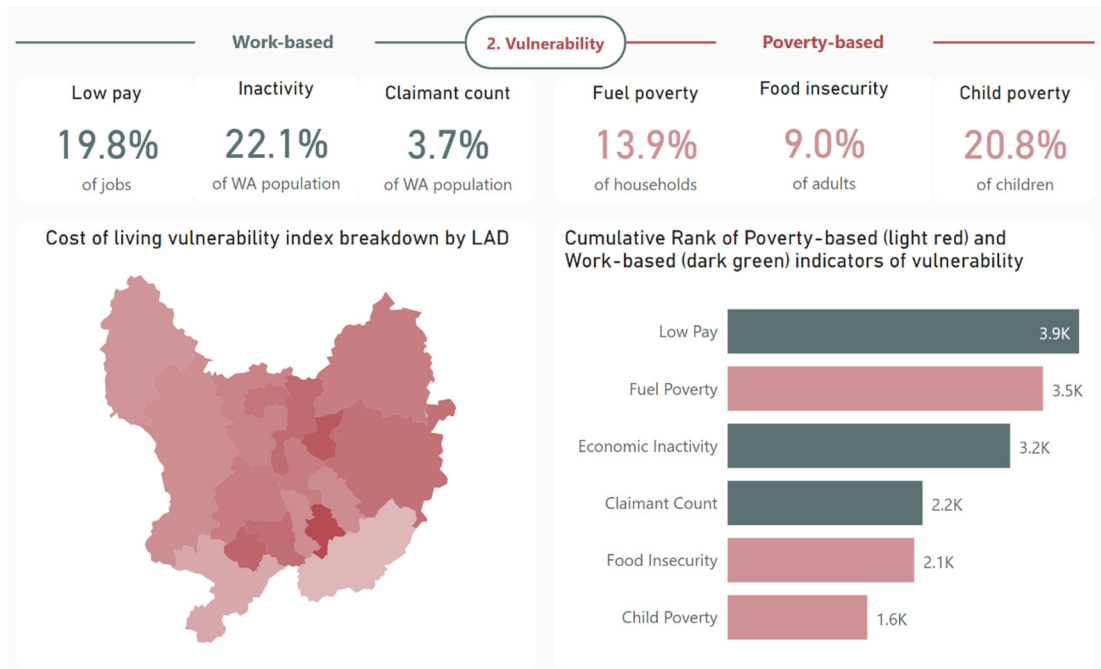 Work-based
2. Vulnerability
Poverty-based
Low pay
19.8%
of jobs
Inactivity
22.1%
of WA population
Claimant count
3.7%
of WA population
Fuel poverty
13.9%
of households
Food insecurity
9.0%
of adults
Child poverty
20.8%
of children
Cost of living vulnerability index breakdown by LAD
Cumulative Rank of Poverty-based (light red) and
Work-based (dark green) indicators of vulnerability
Low Pay
3.9K
Fuel Poverty
3.5K
Economic Inactivity
3.2K
Claimant Count
2.2K
Food Insecurity
2.1K
Child Poverty
1.6K